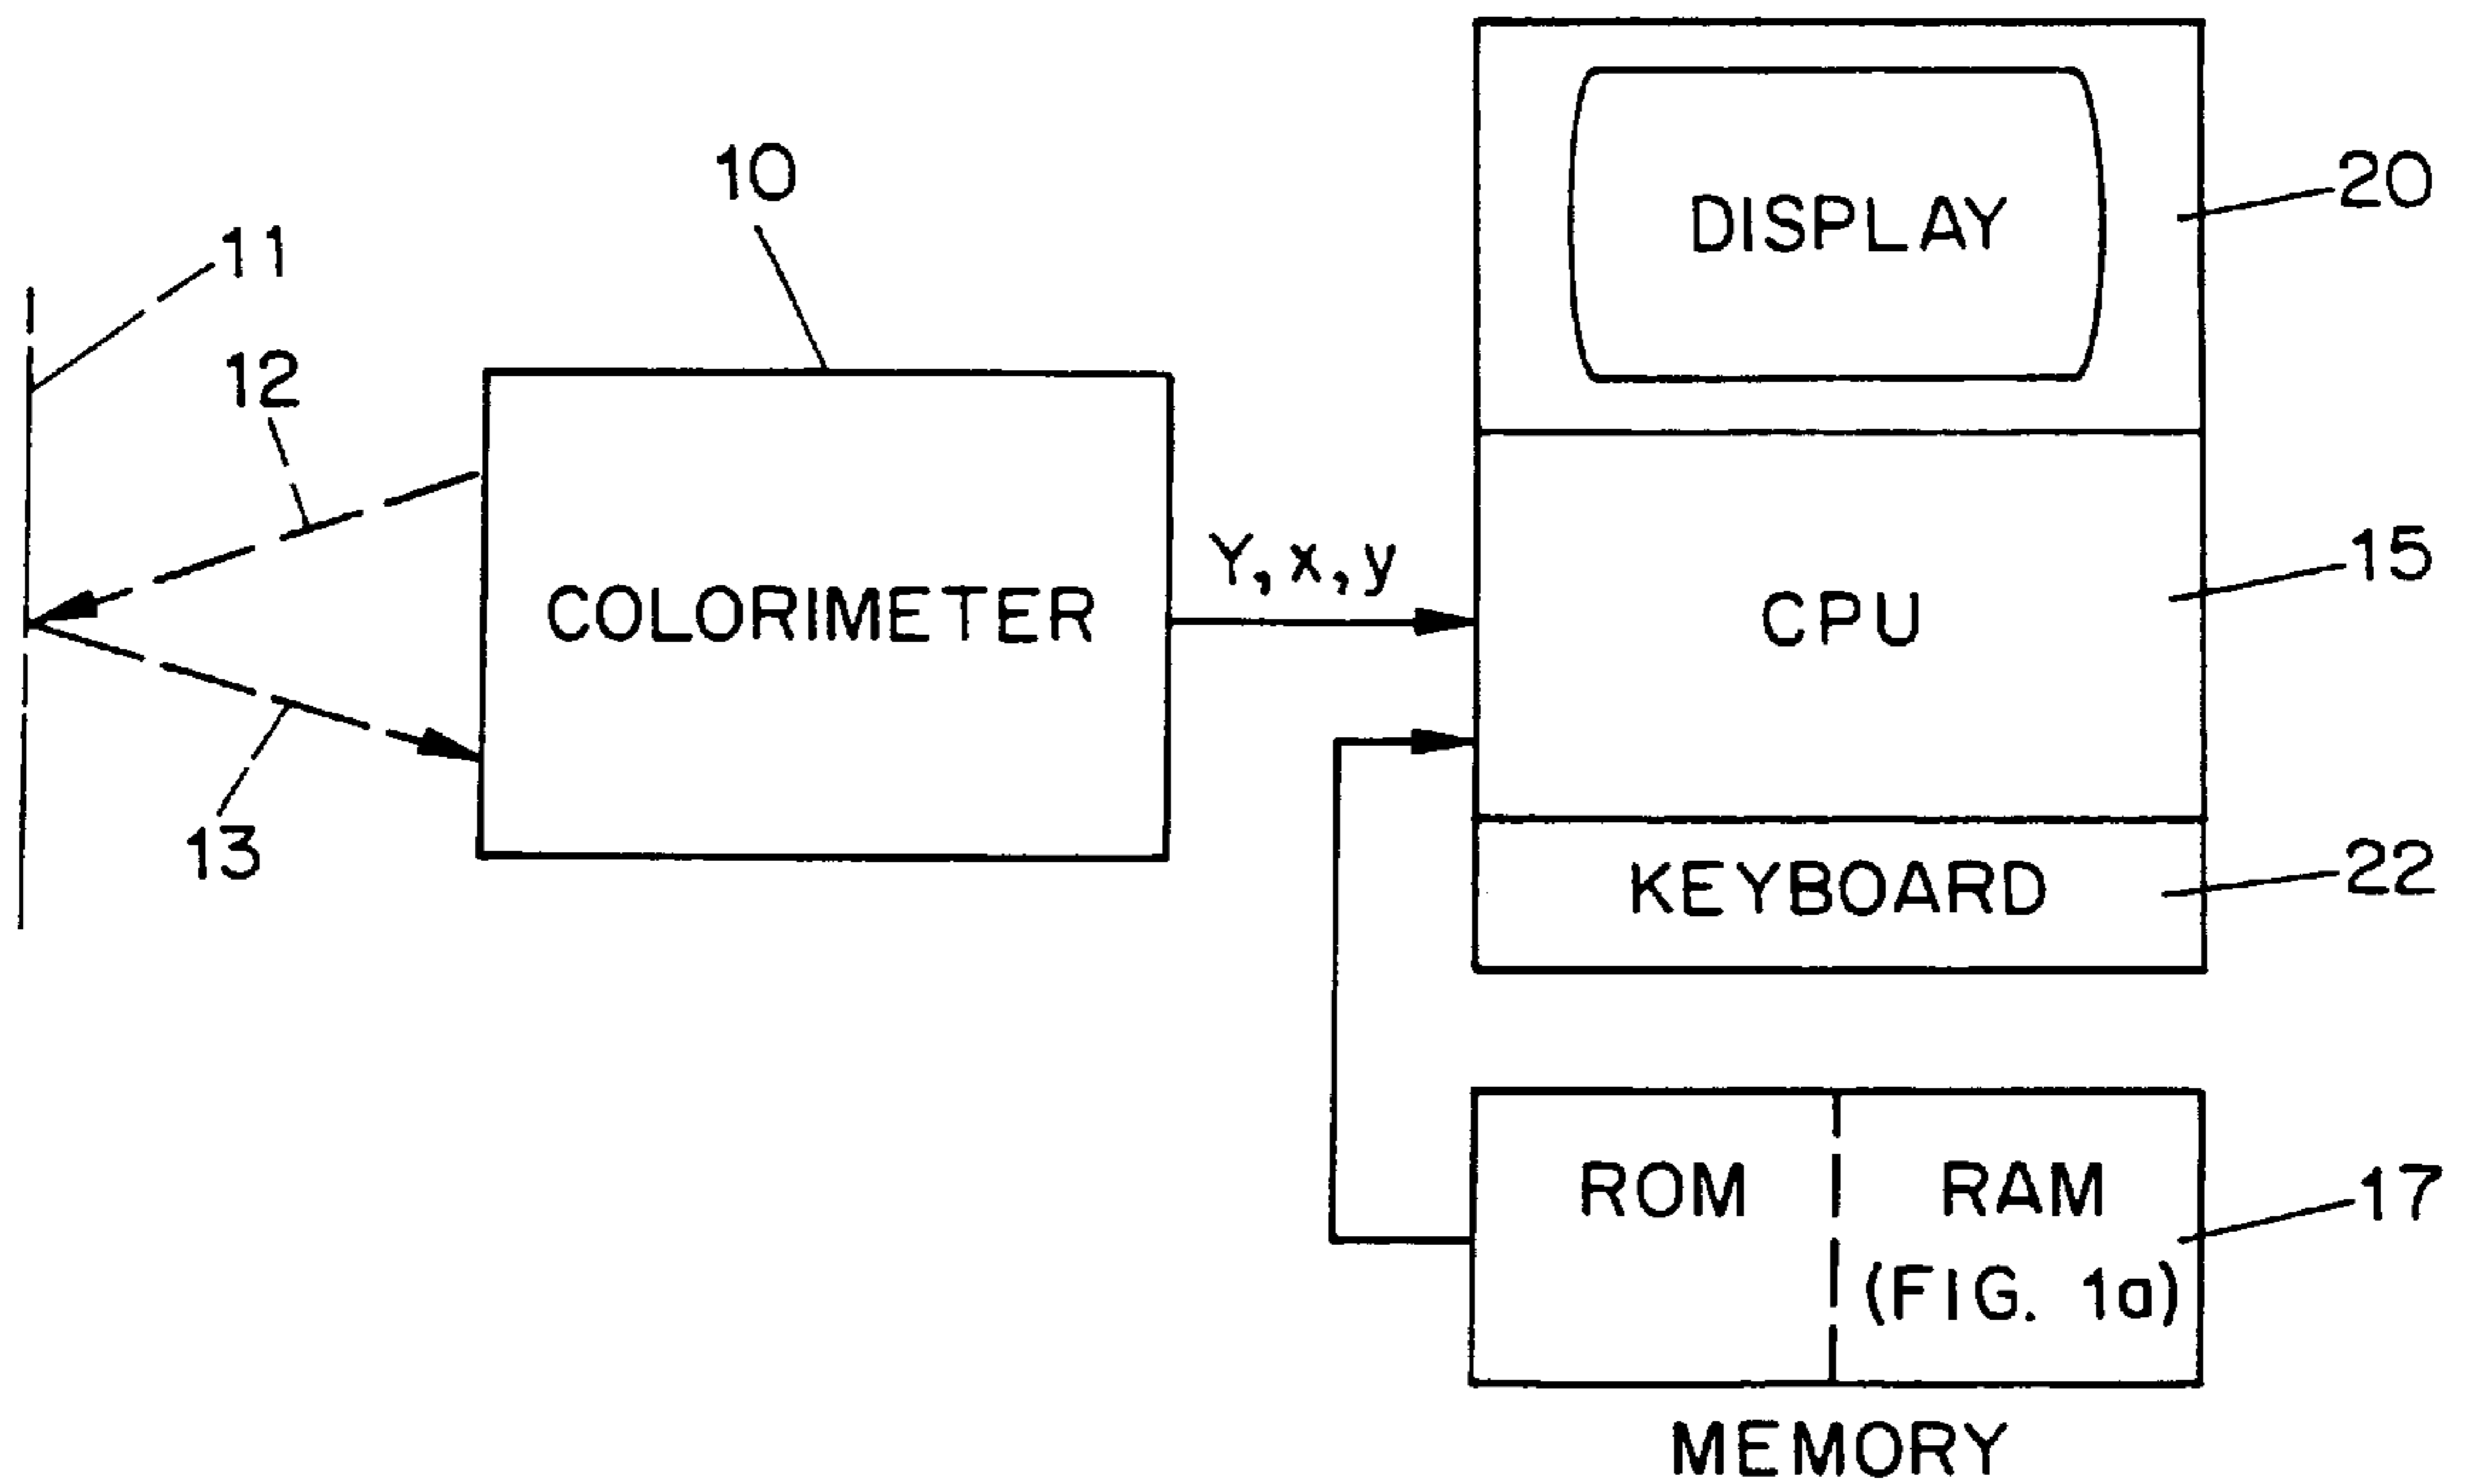 10
11
12
13
COLORIMETER
Y, x, y
DISPLAY
20
CPU
15
KEYBOARD
22
ROM
RAM
(FIG. 1a)
17
MEMORY